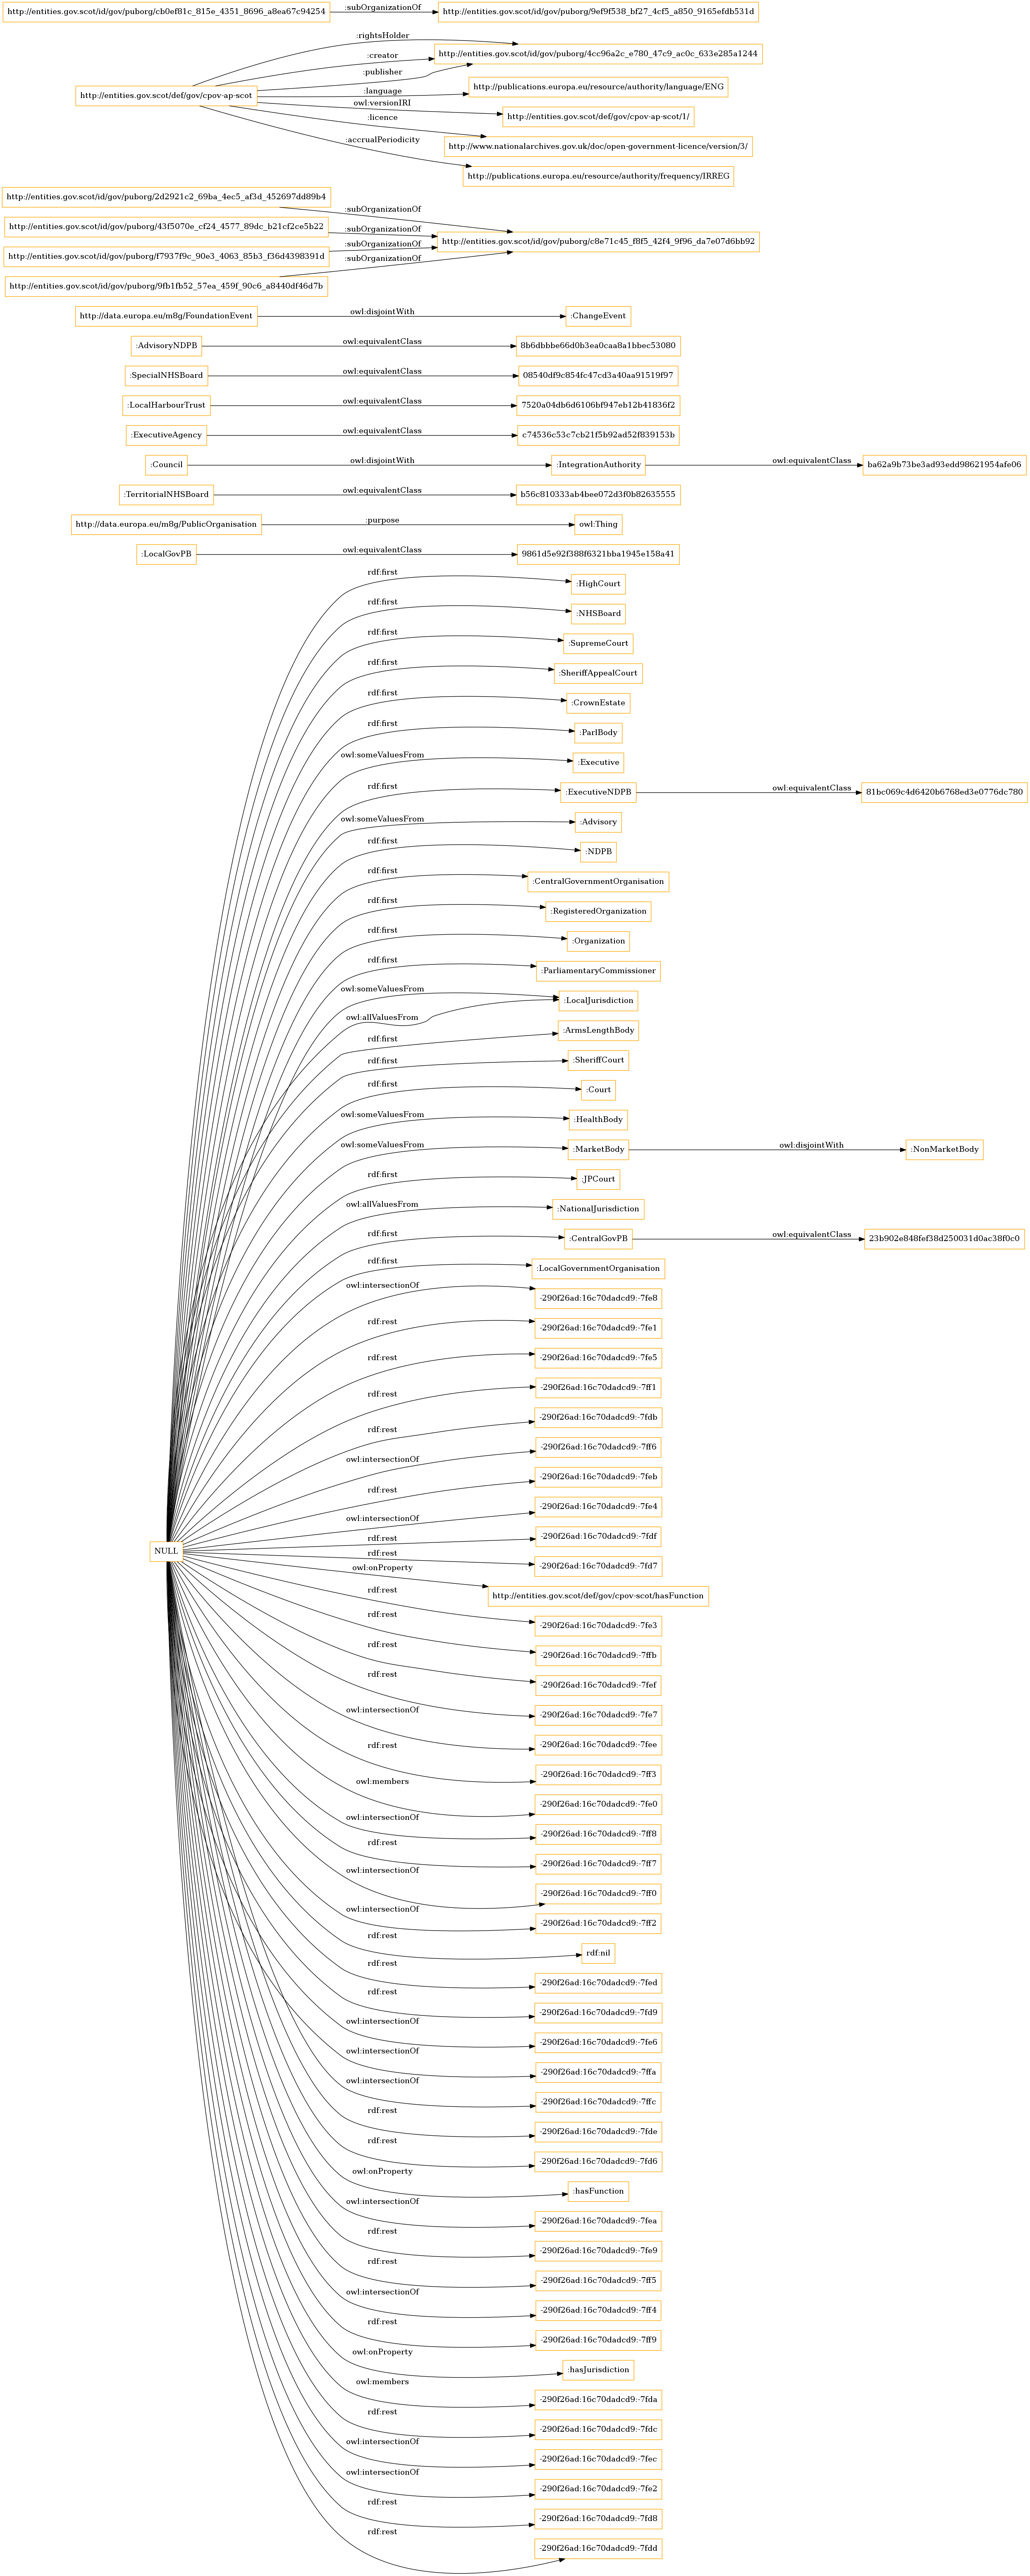 http://entities.gov.scot/id/gov/puborg/cb0ef81c_815e_4351_8696_a8ea67c94254 :subOrganizationOf http://entities.gov.scot/id/gov/puborg/9ef9f538_bf27_4cf5_a850_9165efdb531d
:rightsHolder
http://entities.gov.scot/id/gov/puborg/4cc96a2c_e780_47c9_ac0c_633e285a1244
:creator
:publisher
http://publications.europa.eu/resource/authority/language/ENG
http://entities.gov.scot/def/gov/cpov-ap-scot :language
owl:versionIRI
http://entities.gov.scot/def/gov/cpov-ap-scot/1/
:licence
:accrualPeriodicity
http://www.nationalarchives.gov.uk/doc/open-government-licence/version/3/
http://publications.europa.eu/resource/authority/frequency/IRREG
http://entities.gov.scot/id/gov/puborg/2d2921c2_69ba_4ec5_af3d_452697dd89b4
:subOrganizationOf
http://entities.gov.scot/id/gov/puborg/43f5070e_cf24_4577_89dc_b21cf2ce5b22 :subOrganizationOf
http://entities.gov.scot/id/gov/puborg/c8e71c45_f8f5_42f4_9f96_da7e07d6bb92
http://entities.gov.scot/id/gov/puborg/f7937f9c_90e3_4063_85b3_f36d4398391d :subOrganizationOf
:subOrganizationOf
http://entities.gov.scot/id/gov/puborg/9fb1fb52_57ea_459f_90c6_a8440df46d7b
http://data.europa.eu/m8g/FoundationEvent owl:disjointWith :ChangeEvent
:AdvisoryNDPB owl:equivalentClass 8b6dbbbe66d0b3ea0caa8a1bbec53080
:SpecialNHSBoard owl:equivalentClass 08540df9c854fc47cd3a40aa91519f97
:LocalHarbourTrust owl:equivalentClass 7520a04db6d6106bf947eb12b41836f2
:ExecutiveAgency owl:equivalentClass c74536c53c7cb21f5b92ad52f839153b
:Council owl:disjointWith :IntegrationAuthority owl:equivalentClass ba62a9b73be3ad93edd98621954afe06
:TerritorialNHSBoard owl:equivalentClass b56c810333ab4bee072d3f0b82635555
http://data.europa.eu/m8g/PublicOrganisation :purpose owl:Thing
:LocalGovPB owl:equivalentClass 9861d5e92f388f6321bba1945e158a41
rdf:first :HighCourt
rdf:first :NHSBoard
rdf:first :SupremeCourt
rdf:first :SheriffAppealCourt
rdf:first :CrownEstate
rdf:first :ParlBody
owl:someValuesFrom :Executive
rdf:first :ExecutiveNDPB owl:equivalentClass 81bc069c4d6420b6768ed3e0776dc780
owl:someValuesFrom :Advisory
rdf:first :NDPB
rdf:first :CentralGovernmentOrganisation
rdf:first :RegisteredOrganization
rdf:first :Organization
rdf:first :ParliamentaryCommissioner
owl:someValuesFrom :LocalJurisdiction
owl:allValuesFrom
rdf:first :ArmsLengthBody
rdf:first :SheriffCourt
rdf:first :Court
owl:someValuesFrom :HealthBody
owl:someValuesFrom :MarketBody owl:disjointWith :NonMarketBody
rdf:first :JPCourt
owl:allValuesFrom :NationalJurisdiction
rdf:first :CentralGovPB owl:equivalentClass 23b902e848fef38d250031d0ac38f0c0
rdf:first :LocalGovernmentOrganisation
owl:intersectionOf -290f26ad:16c70dadcd9:-7fe8
rdf:rest -290f26ad:16c70dadcd9:-7fe1
rdf:rest -290f26ad:16c70dadcd9:-7fe5
rdf:rest -290f26ad:16c70dadcd9:-7ff1
rdf:rest -290f26ad:16c70dadcd9:-7fdb
owl:intersectionOf -290f26ad:16c70dadcd9:-7ff6
rdf:rest -290f26ad:16c70dadcd9:-7feb
owl:intersectionOf -290f26ad:16c70dadcd9:-7fe4
rdf:rest -290f26ad:16c70dadcd9:-7fdf
NULL rdf:rest -290f26ad:16c70dadcd9:-7fd7
owl:onProperty http://entities.gov.scot/def/gov/cpov-scot/hasFunction
rdf:rest -290f26ad:16c70dadcd9:-7fe3
rdf:rest -290f26ad:16c70dadcd9:-7ffb
rdf:rest -290f26ad:16c70dadcd9:-7fef
rdf:rest -290f26ad:16c70dadcd9:-7fe7
owl:intersectionOf -290f26ad:16c70dadcd9:-7fee
rdf:rest -290f26ad:16c70dadcd9:-7ff3
owl:members -290f26ad:16c70dadcd9:-7fe0
owl:intersectionOf -290f26ad:16c70dadcd9:-7ff8
rdf:rest -290f26ad:16c70dadcd9:-7ff7
owl:intersectionOf -290f26ad:16c70dadcd9:-7ff0
owl:intersectionOf -290f26ad:16c70dadcd9:-7ff2
rdf:rest rdf:nil
rdf:rest -290f26ad:16c70dadcd9:-7fed
rdf:rest -290f26ad:16c70dadcd9:-7fd9
owl:intersectionOf -290f26ad:16c70dadcd9:-7fe6
owl:intersectionOf -290f26ad:16c70dadcd9:-7ffa
owl:intersectionOf -290f26ad:16c70dadcd9:-7ffc
rdf:rest -290f26ad:16c70dadcd9:-7fde
rdf:rest -290f26ad:16c70dadcd9:-7fd6
owl:onProperty :hasFunction
owl:intersectionOf -290f26ad:16c70dadcd9:-7fea
rdf:rest -290f26ad:16c70dadcd9:-7fe9
rdf:rest -290f26ad:16c70dadcd9:-7ff5
owl:intersectionOf -290f26ad:16c70dadcd9:-7ff4
rdf:rest -290f26ad:16c70dadcd9:-7ff9
owl:onProperty :hasJurisdiction
owl:members -290f26ad:16c70dadcd9:-7fda
rdf:rest -290f26ad:16c70dadcd9:-7fdc
owl:intersectionOf -290f26ad:16c70dadcd9:-7fec
owl:intersectionOf -290f26ad:16c70dadcd9:-7fe2
rdf:rest -290f26ad:16c70dadcd9:-7fd8
rdf:rest -290f26ad:16c70dadcd9:-7fdd